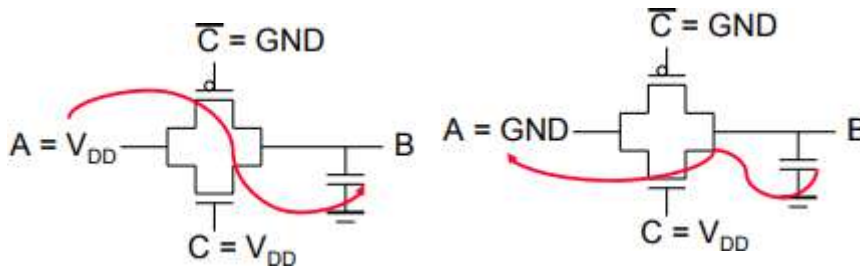 C̅ = GND
A = V_DD
B
C = V_DD
C̅ = GND
A = GND
B
C = V_DD